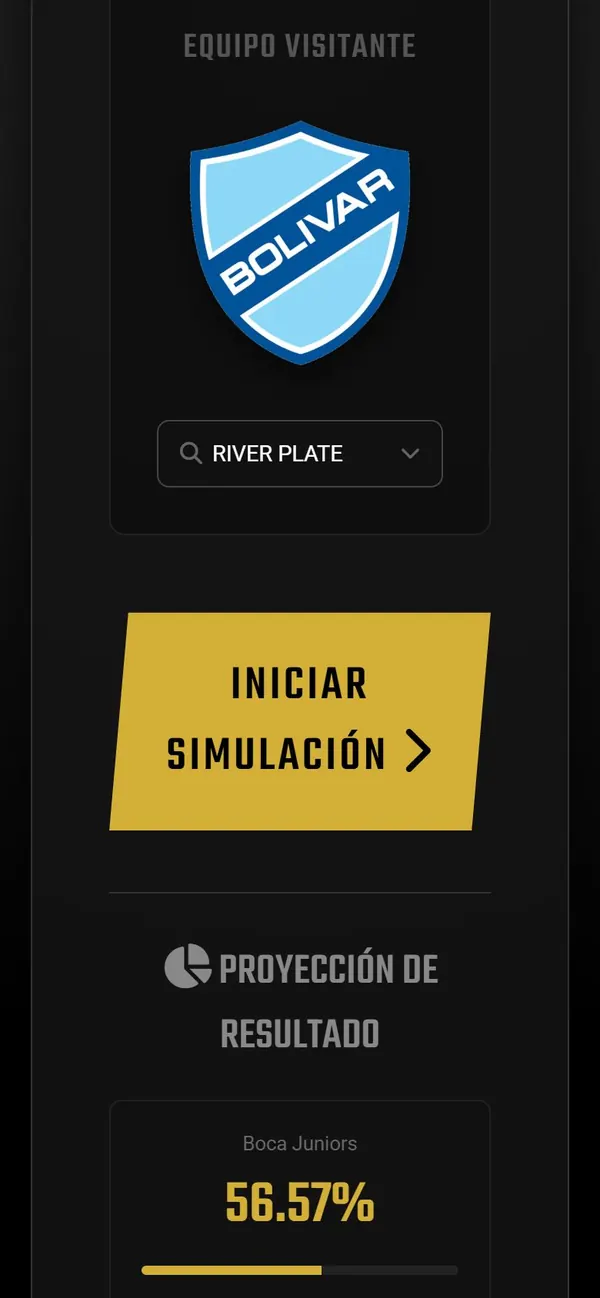 EQUIPO VISITANTE
BOLIVAR
RIVER PLATE
INICIAR
SIMULACIÓN
PROYECCIÓN DE
RESULTADO
Boca Juniors
56.57%